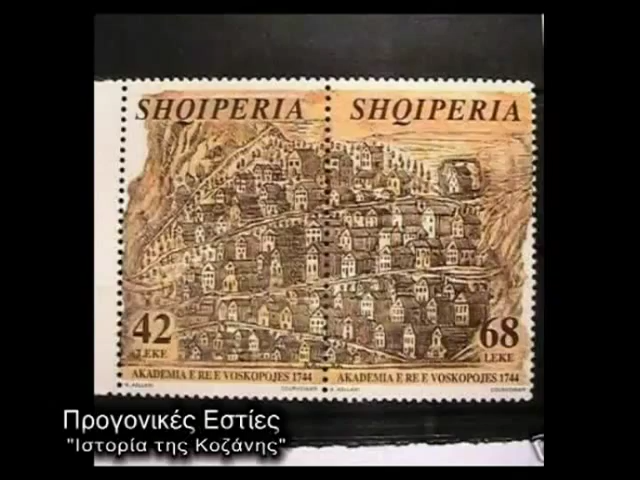 SHQIPERIA SHQIPERIA
42 LEKE
68 LEKE
AKADEMIA E RE E VOSKOPOJES 1744 AKADEMIA E RE E VOSKOPOJES 1744
Προγονικές Εστίες
"Ιστορία της Κοζάνης"